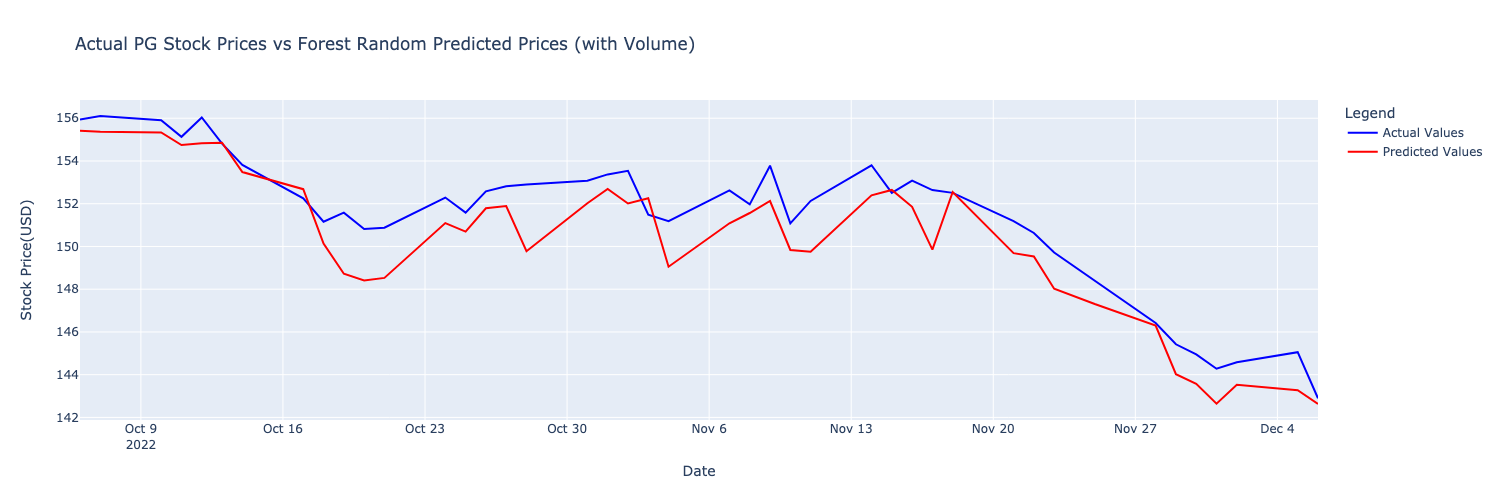 Actual PG Stock Prices vs Forest Random Predicted Prices (with Volume)
Legend
Actual Values
Predicted Values
Stock Price(USD)
156
154
152
150
148
146
144
142
Oct 9
2022
Oct 16
Oct 23
Oct 30
Nov 6
Nov 13
Nov 20
Nov 27
Dec 4
Date